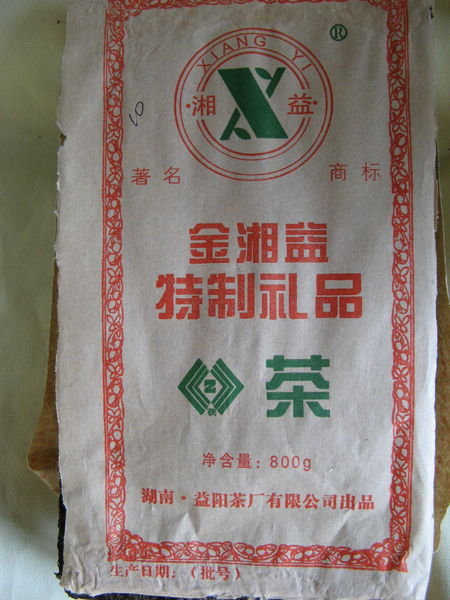 XIANG YI
®
·湘 益·
著名 商标
金湘益
特制礼品
茯 茶
净含量：800g
湖南·益阳茶厂有限公司出品
生产日期：（批号）